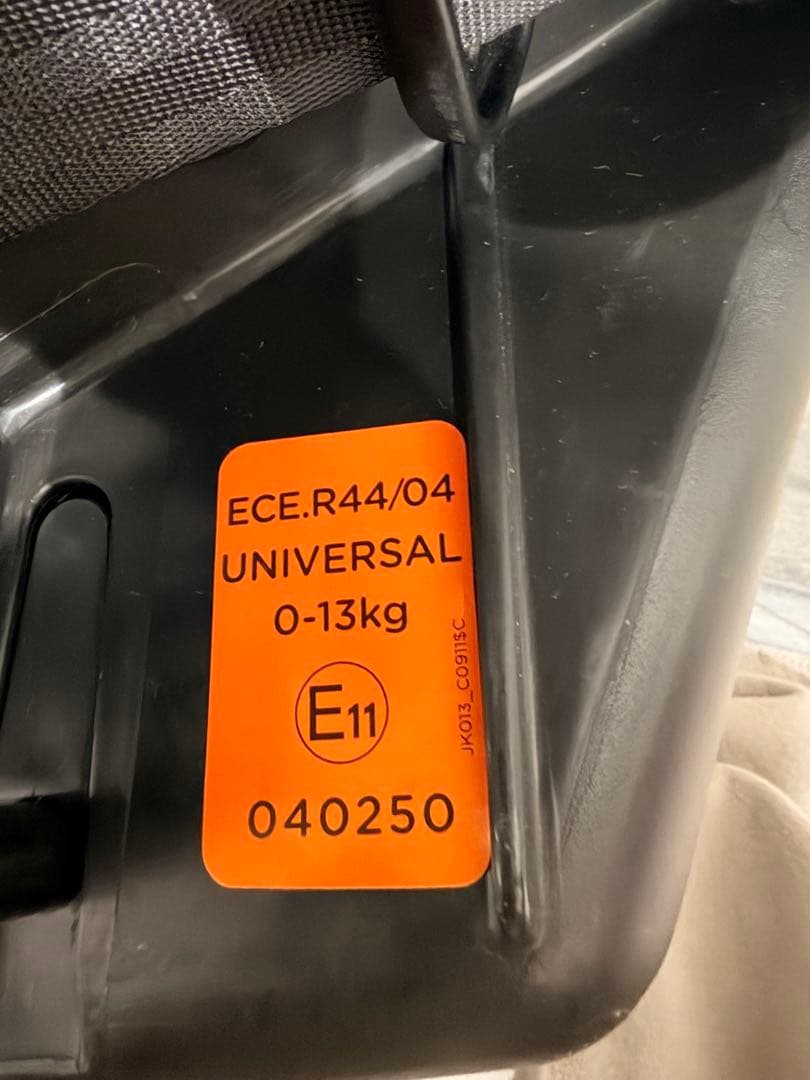 ECE.R44/04
UNIVERSAL
0-13kg
E11
040250
JK013_C0911$C